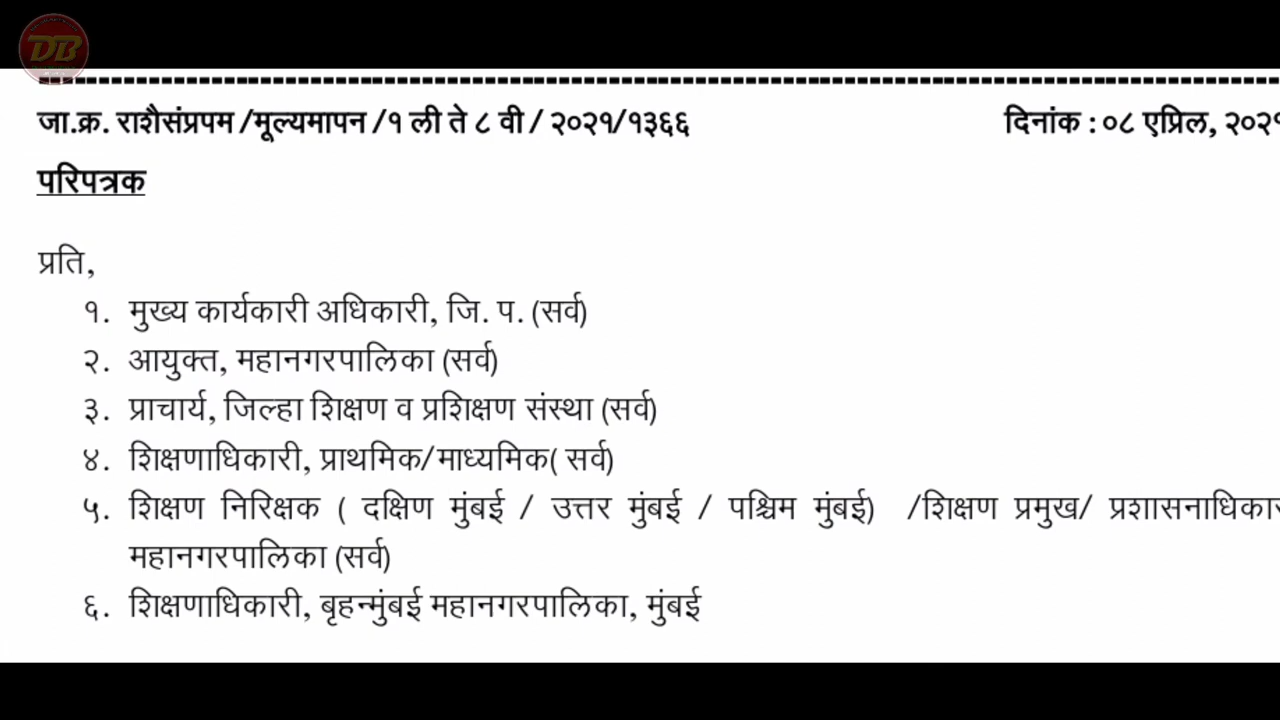 DB
जा.क्र. राशैसंप्रपम /मूल्यमापन /१ ली ते ८ वी / २०२१/१३६६ दिनांक : ०८ एप्रिल, २०२१
परिपत्रक
प्रति,
१. मुख्य कार्यकारी अधिकारी, जि. प. (सर्व)
२. आयुक्त, महानगरपालिका (सर्व)
३. प्राचार्य, जिल्हा शिक्षण व प्रशिक्षण संस्था (सर्व)
४. शिक्षणाधिकारी, प्राथमिक/माध्यमिक( सर्व)
५. शिक्षण निरिक्षक ( दक्षिण मुंबई / उत्तर मुंबई / पश्चिम मुंबई) /शिक्षण प्रमुख/
महानगरपालिका (सर्व)
६. शिक्षणाधिकारी, बृहन्मुंबई महानगरपालिका, मुंबई